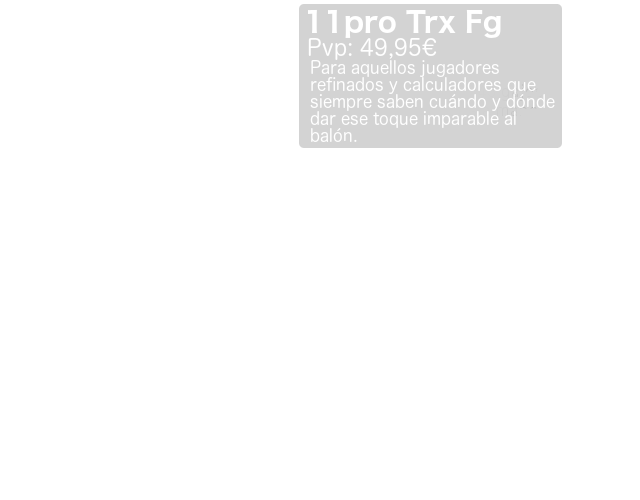 11pro Trx Fg
Pvp: 49,95€
Para aquellos jugadores
refinados y calculadores que
siempre saben cuándo y dónde
dar ese toque imparable al
balón.